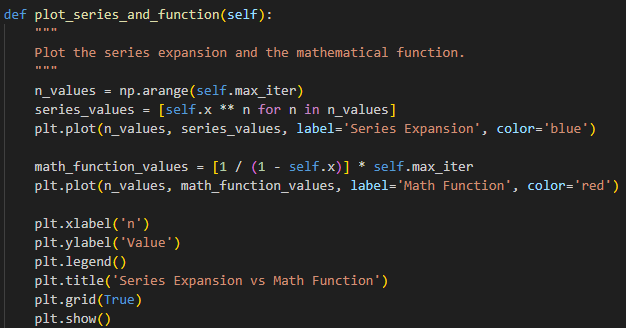 def plot_series_and_function(self):
    """
    Plot the series expansion and the mathematical function.
    """
    n_values = np.arange(self.max_iter)
    series_values = [self.x ** n for n in n_values]
    plt.plot(n_values, series_values, label='Series Expansion', color='blue')

    math_function_values = [1 / (1 - self.x)] * self.max_iter
    plt.plot(n_values, math_function_values, label='Math Function', color='red')

    plt.xlabel('n')
    plt.ylabel('Value')
    plt.legend()
    plt.title('Series Expansion vs Math Function')
    plt.grid(True)
    plt.show()